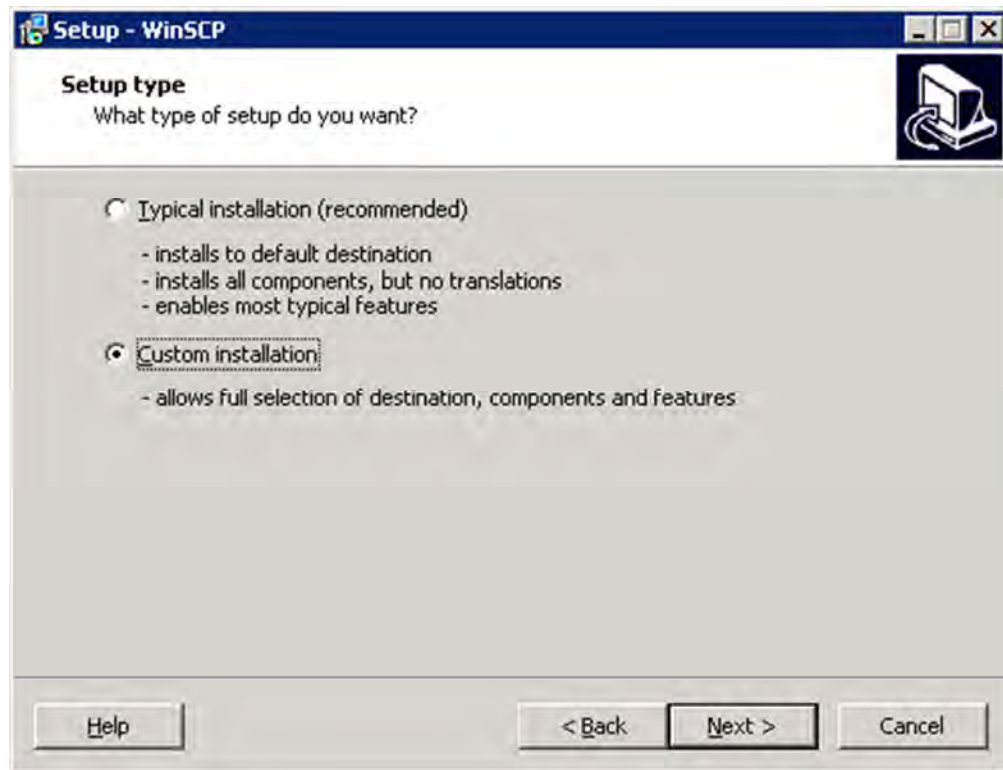 Setup - WinSCP
Setup type
What type of setup do you want?
Typical installation (recommended)
- installs to default destination
- installs all components, but no translations
- enables most typical features
Custom installation
- allows full selection of destination, components and features
Help
< Back
Next >
Cancel